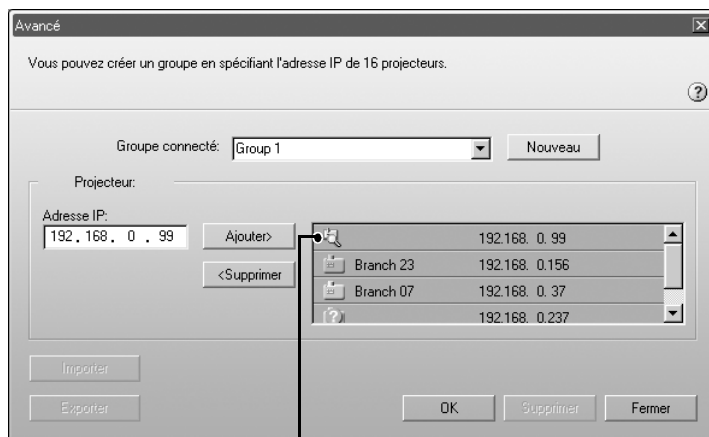 Avancé
Vous pouvez créer un groupe en spécifiant l'adresse IP de 16 projecteurs.
Groupe connecté: Group 1 Nouveau
Projecteur:
Adresse IP:
192. 168. 0 . 99 Ajouter> 192.168. 0. 99
<Supprimer Branch 23 192.168. 0.156
Branch 07 192.168. 0. 37
192.168. 0.237
Importer
Exporter OK Supprimer Fermer